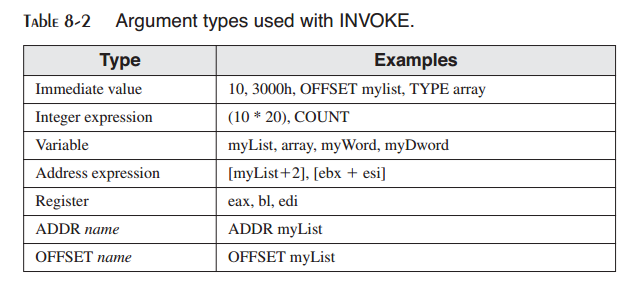 TABLE 8-2 Argument types used with INVOKE.
Type Examples
Immediate value 10, 3000h, OFFSET mylist, TYPE array
Integer expression (10 * 20), COUNT
Variable myList, array, myWord, myDword
Address expression [myList+2], [ebx + esi]
Register eax, bl, edi
ADDR name ADDR myList
OFFSET name OFFSET myList